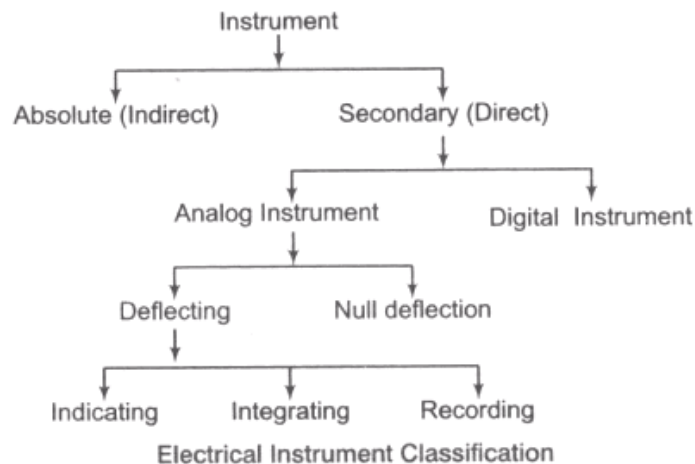 Instrument
Absolute (Indirect) Secondary (Direct)
Analog Instrument Digital Instrument
Deflecting Null deflection
Indicating Integrating Recording
Electrical Instrument Classification